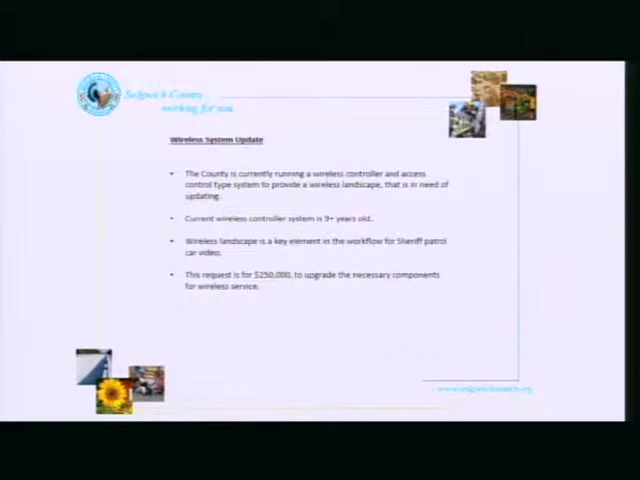 Sedgwick County
working for you
Wireless System Update
• The County is currently running a wireless controller and access
control type system to provide a wireless landscape, that is in need of
updating.
• Current wireless controller system is 9+ years old.
• Wireless landscape is a key element in the workflow for Sheriff patrol
car video.
• This request is for $250,000, to upgrade the necessary components
for wireless service.